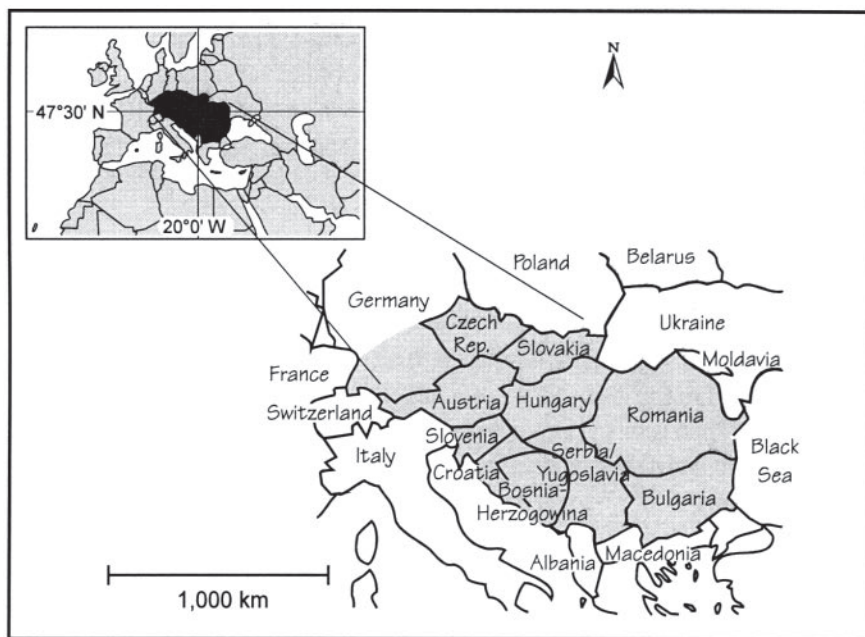 N
47°30' N
20°0' W
Poland
Belarus
Germany
Czech
Rep.
Ukraine
Slovakia
Moldavia
France
Austria
Hungary
Switzerland
Romania
Slovenia
Italy
Serbia/
Yugoslavia
Black
Sea
Croatia
Bosnia-
Herzogowina
Bulgaria
Albania
Macedonia
1,000 km